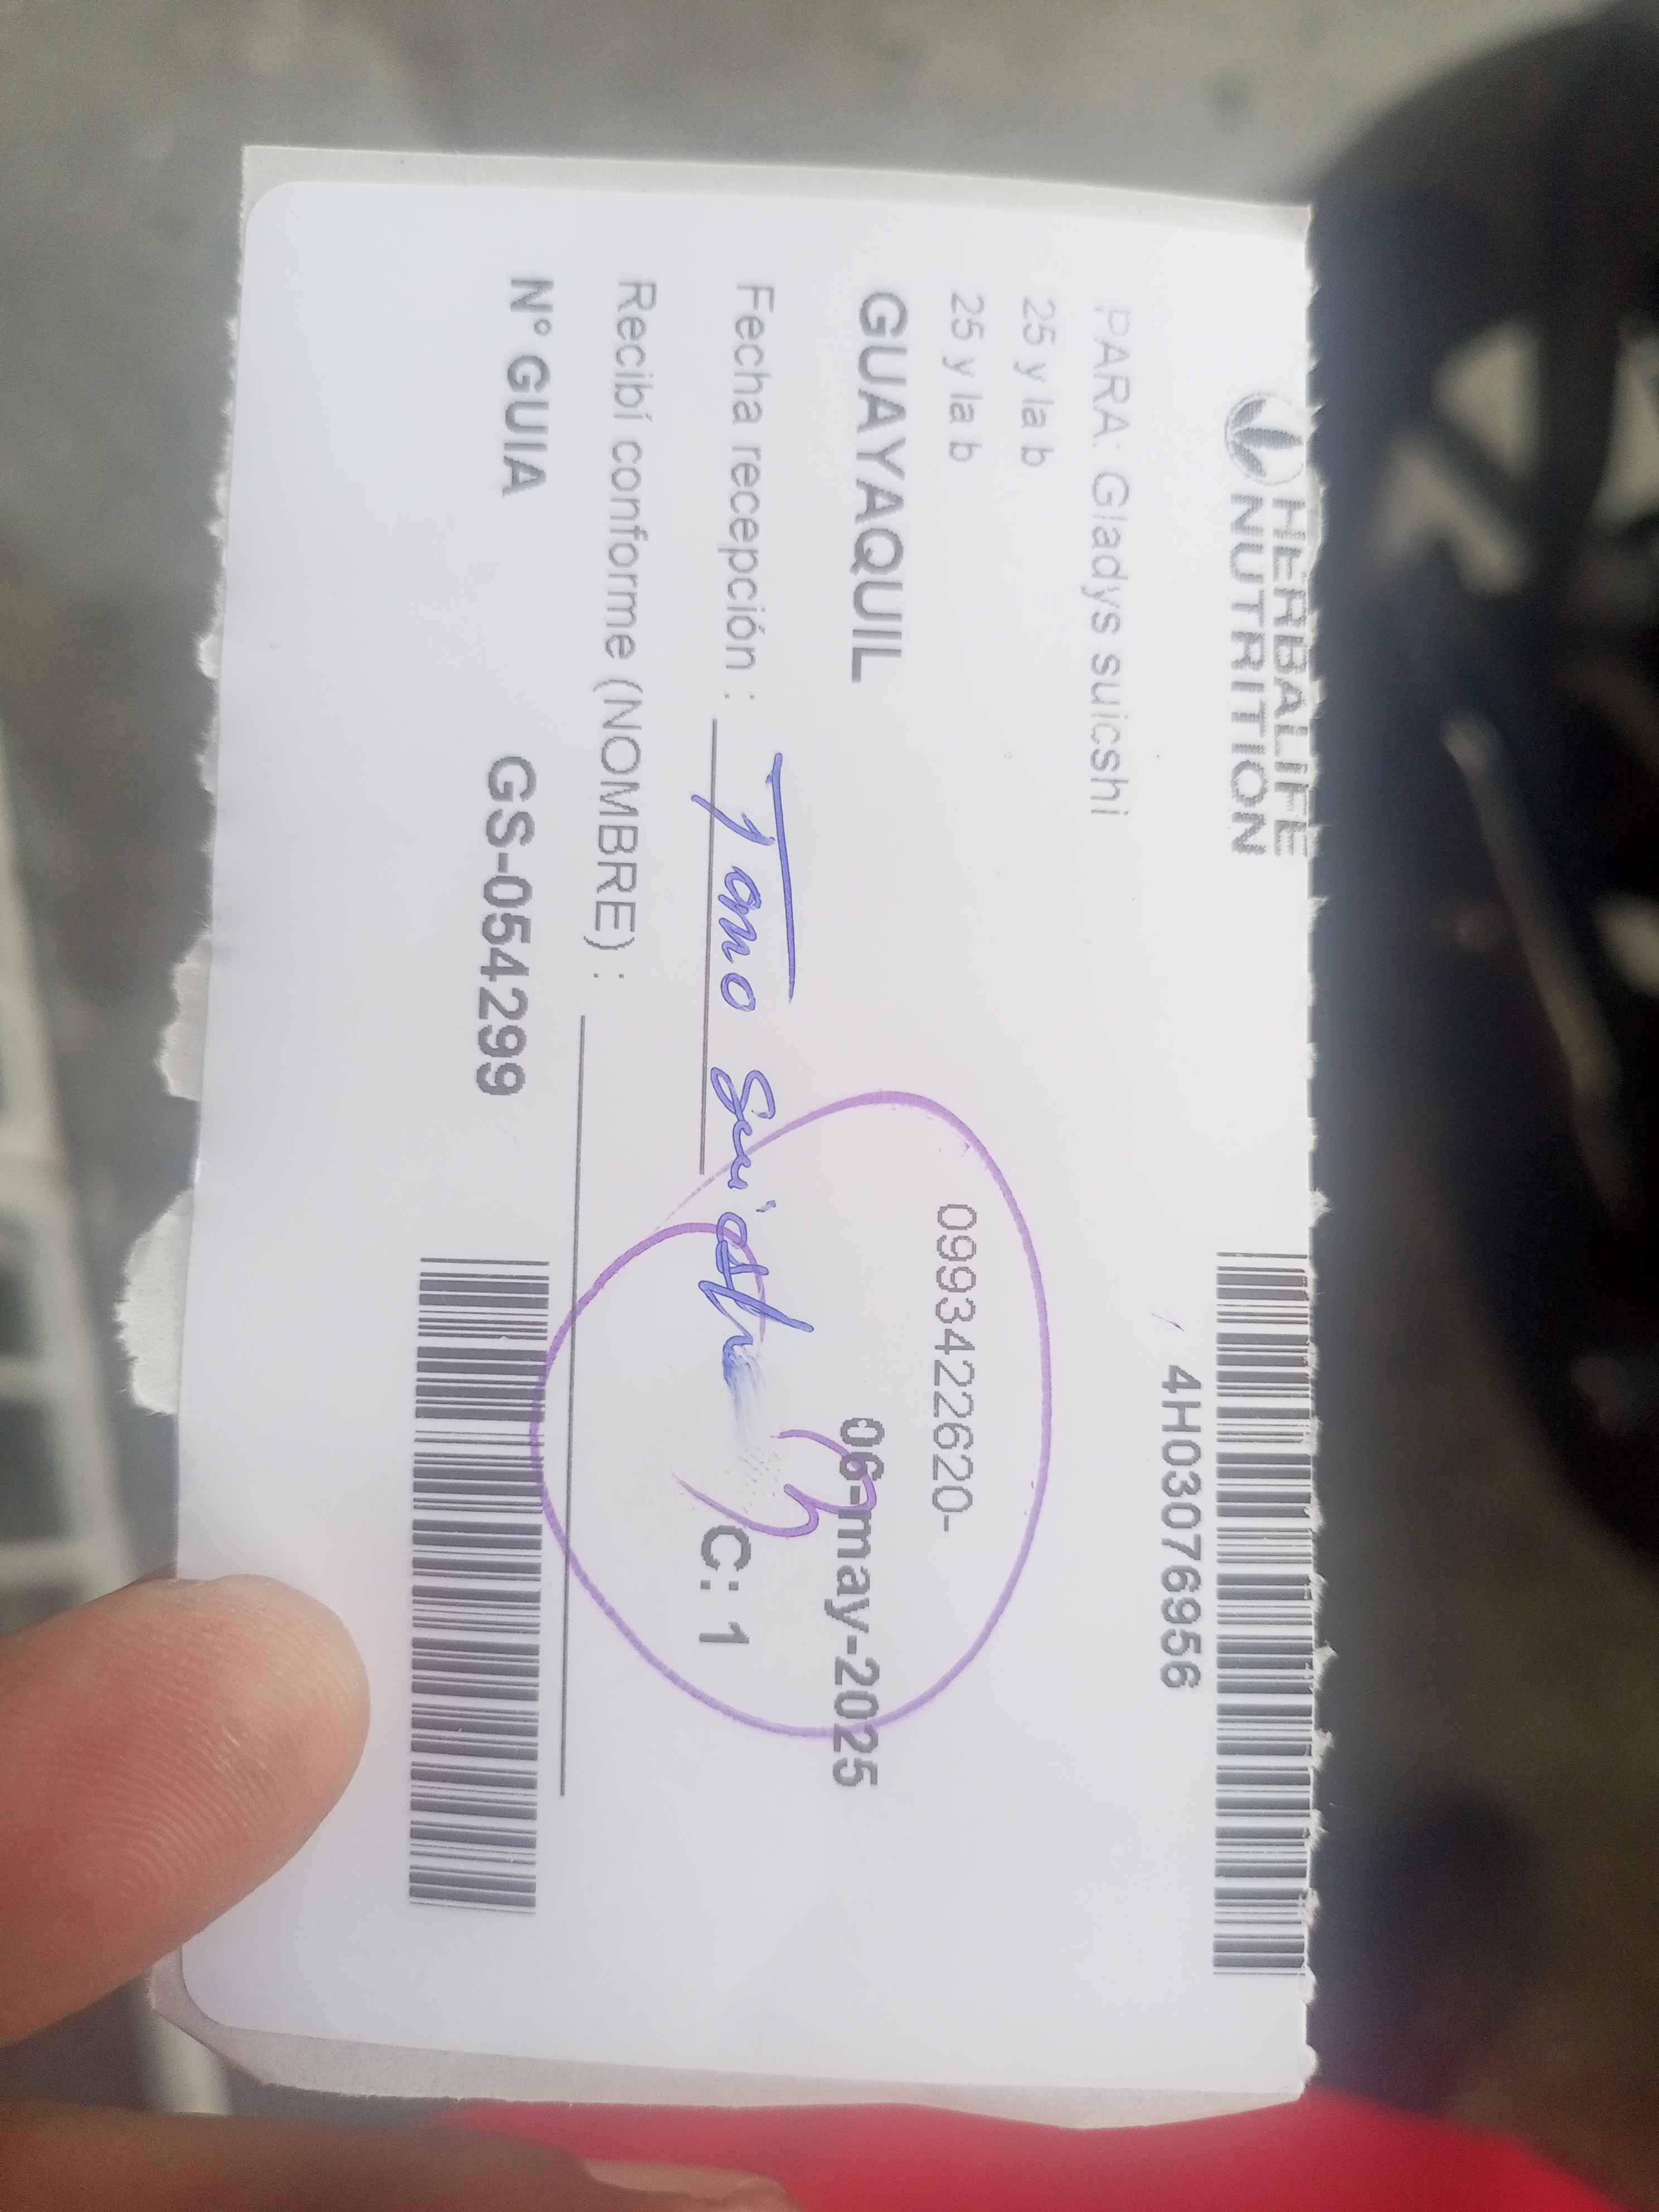 HERBALIFE
NUTRITION
4H03076956
PARA: Gladys suicshi
25 y la b
25 y la b
0993422620-
GUAYAQUIL
06-may-2025
Fecha recepción :
C: 1
Recibí conforme (NOMBRE) :
N° GUIA
GS-054299